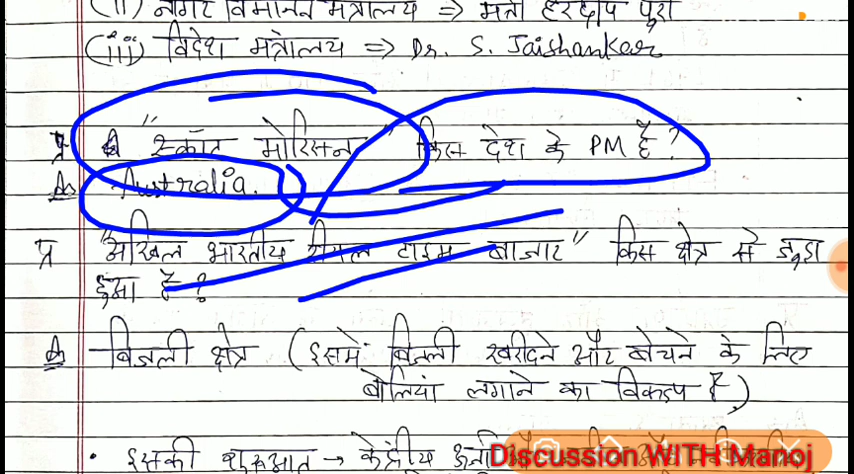 (ii) नागर विमानन मंत्रालय ⇒ मंत्री हरदीप पुरी
(iii) विदेश मंत्रालय ⇒ Dr. S. Jaishankar
प्र "स्कॉट मोरिसन" किस देश के PM हैं?
Australia.
प्र "अखिल भारतीय रीयल टाइम बाजार" किस क्षेत्र से जुड़ा
हुआ है?
बिजली क्षेत्र (इसमें बिजली खरीदने और बेचने के लिए
बोलियां लगाने का विकल्प है)
• इसकी शुरूआत → केंद्रीय
Discussion WITH Manoj